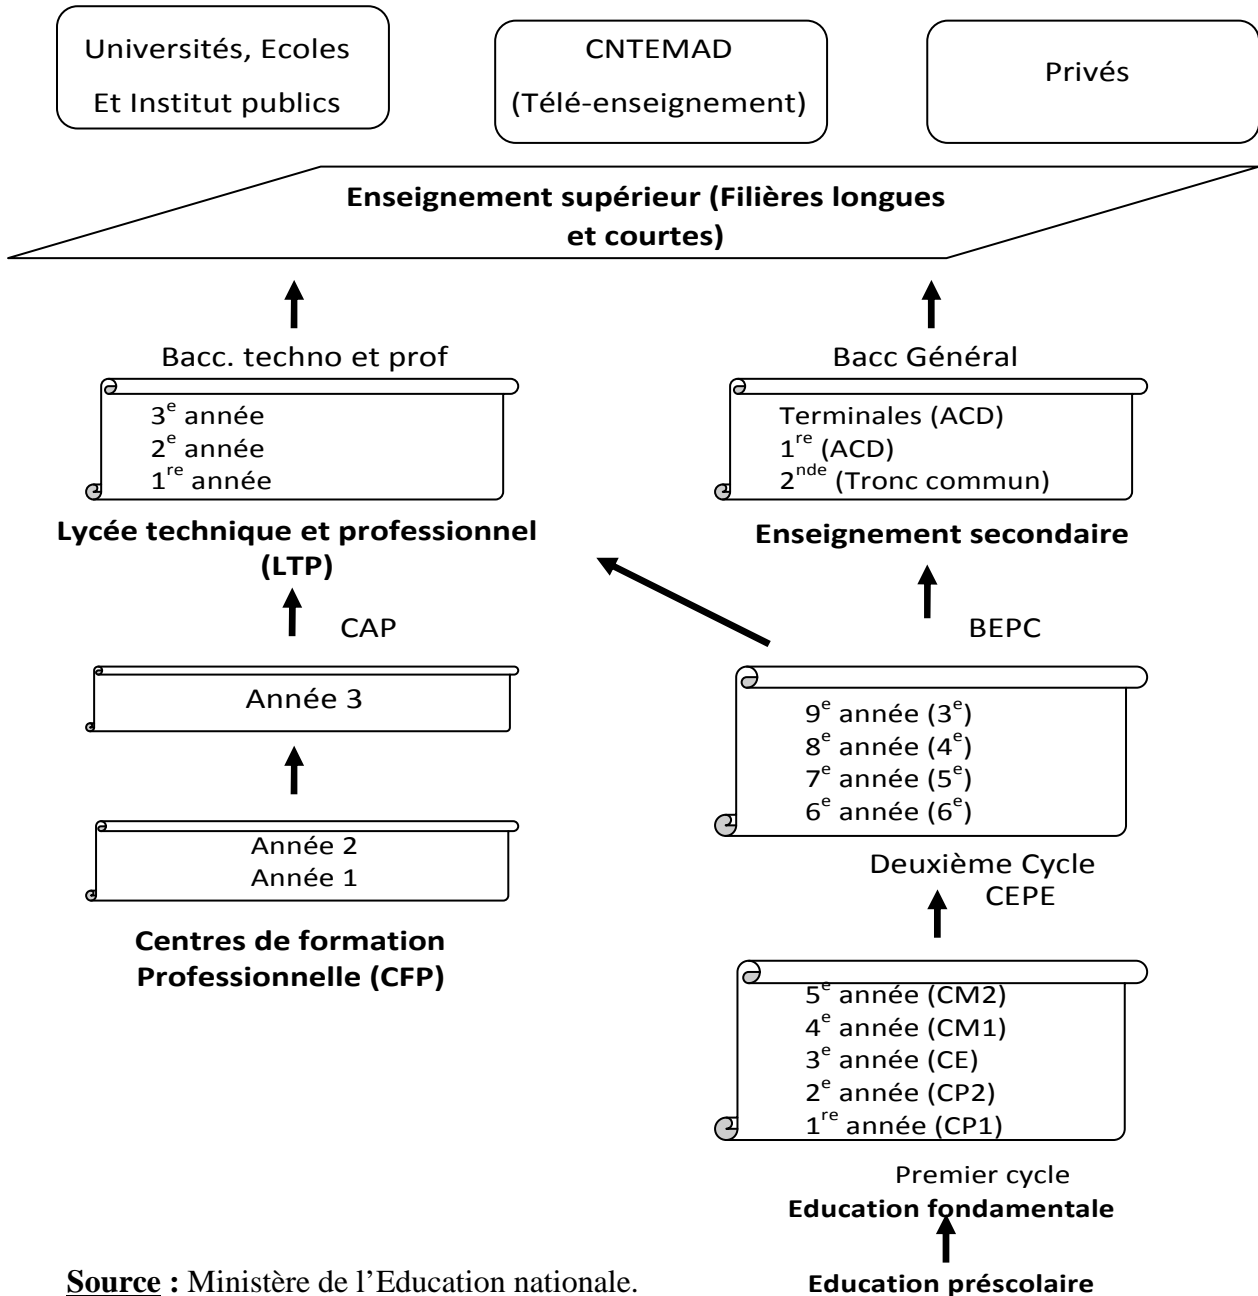 Universités, Ecoles
Et Institut publics
CNTEMAD
(Télé-enseignement)
Privés
Enseignement supérieur (Filières longues
et courtes)
Bacc. techno et prof
3e année
2e année
1re année
Lycée technique et professionnel
(LTP)
CAP
Année 3
Année 2
Année 1
Centres de formation
Professionnelle (CFP)
Bacc Général
Terminales (ACD)
1re (ACD)
2nde (Tronc commun)
Enseignement secondaire
BEPC
9e année (3e)
8e année (4e)
7e année (5e)
6e année (6e)
Deuxième Cycle
CEPE
5e année (CM2)
4e année (CM1)
3e année (CE)
2e année (CP2)
1re année (CP1)
Premier cycle
Education fondamentale
Education préscolaire
Source : Ministère de l’Education nationale.